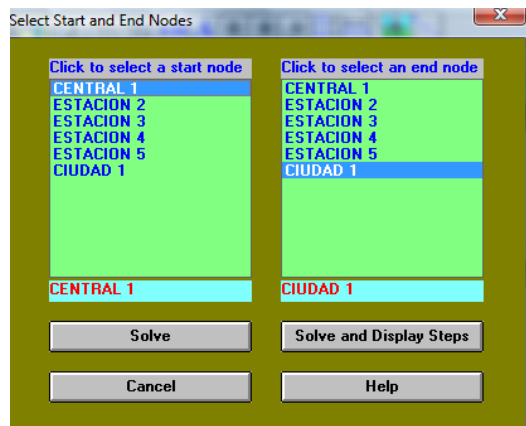 Select Start and End Nodes
X
Click to select a start node
CENTRAL 1
ESTACION 2
ESTACION 3
ESTACION 4
ESTACION 5
CIUDAD 1
CENTRAL 1
Click to select an end node
CENTRAL 1
ESTACION 2
ESTACION 3
ESTACION 4
ESTACION 5
CIUDAD 1
CIUDAD 1
Solve
Solve and Display Steps
Cancel
Help